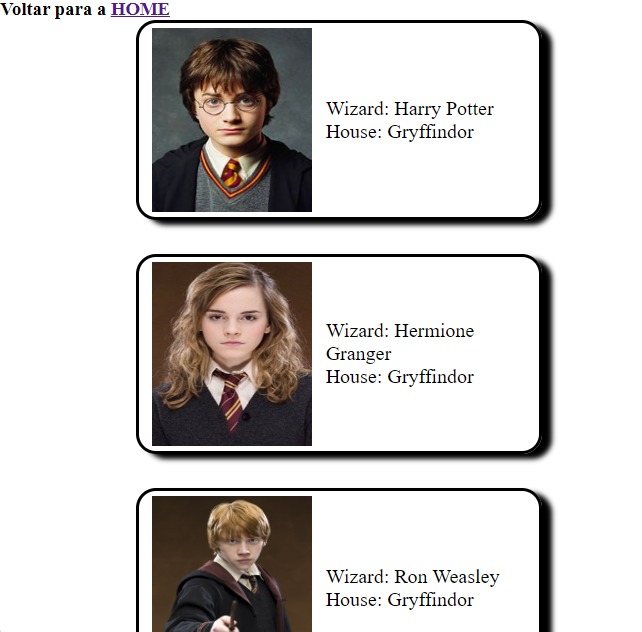 Voltar para a HOME
Wizard: Harry Potter
House: Gryffindor
Wizard: Hermione
Granger
House: Gryffindor
Wizard: Ron Weasley
House: Gryffindor